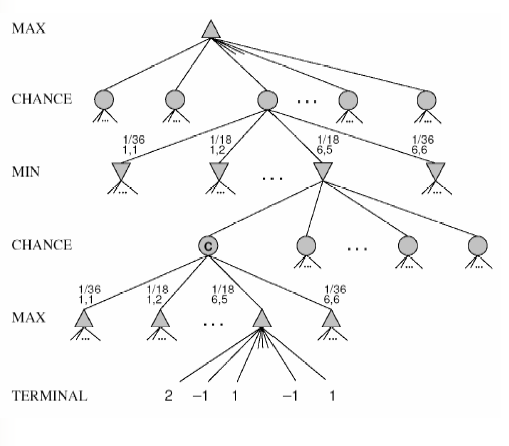 MAX
CHANCE
...
1/36 1/18 1/18 1/36
1,1 1,2 6,5 6,6
MIN
...
CHANCE
C
...
1/36 1/18 1/18 1/36
1,1 1,2 6,5 6,6
MAX
...
TERMINAL 2 –1 1 –1 1